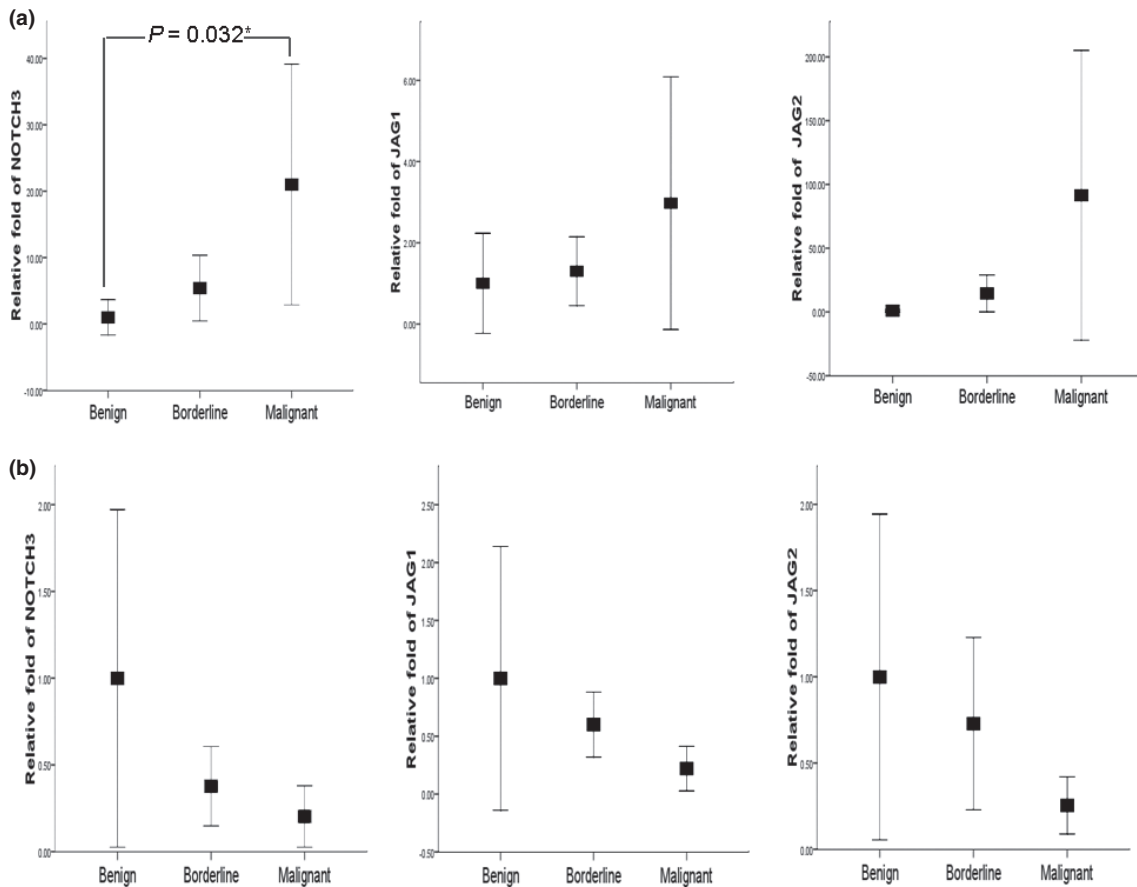 (a)
P = 0.032*
Relative fold of NOTCH3
40.00
30.00
20.00
10.00
0.00
-10.00
Benign Borderline Malignant
Relative fold of JAG1
6.00
4.00
2.00
0.00
Benign Borderline Malignant
Relative fold of JAG2
200.00
150.00
100.00
50.00
0.00
-50.00
Benign Borderline Malignant
(b)
Relative fold of NOTCH3
2.00
1.50
1.00
0.50
0.00
Benign Borderline Malignant
Relative fold of JAG1
2.50
2.00
1.50
1.00
0.50
0.00
-0.50
Benign Borderline Malignant
Relative fold of JAG2
2.00
1.50
1.00
0.50
0.00
Benign Borderline Malignant